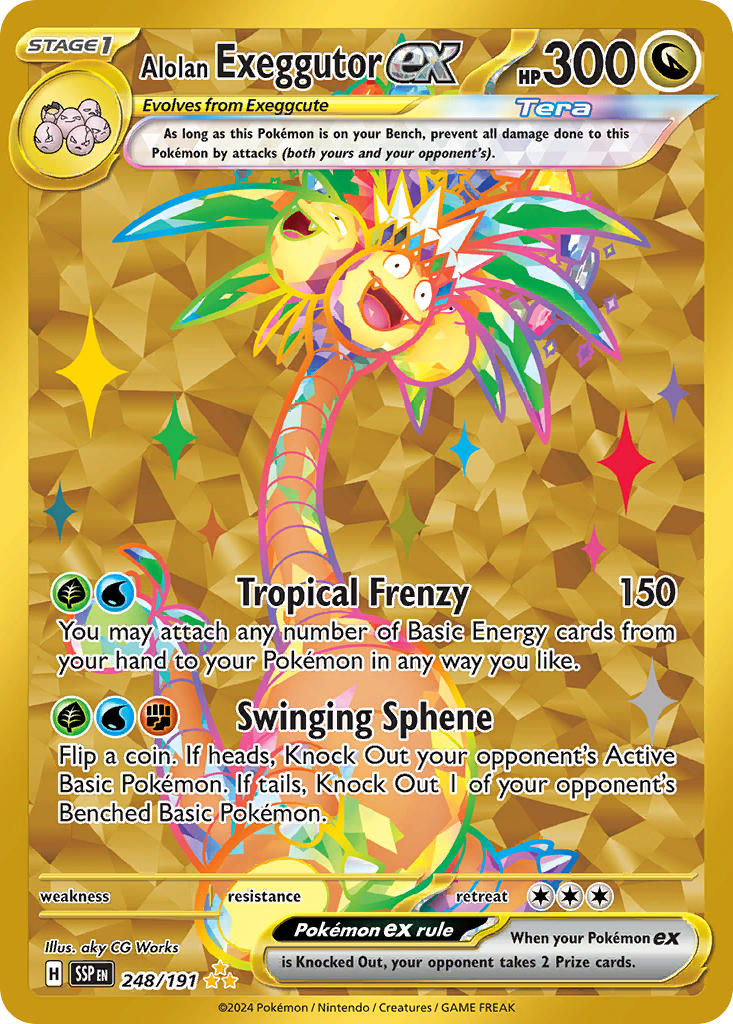 STAGE1
Alolan Exeggutor ex HP300
Evolves from Exeggcute
Tera
As long as this Pokémon is on your Bench, prevent all damage done to this
Pokémon by attacks (both yours and your opponent's).
Tropical Frenzy 150
You may attach any number of Basic Energy cards from
your hand to your Pokémon in any way you like.
Swinging Sphene
Flip a coin. If heads, Knock Out your opponent's Active
Basic Pokémon. If tails, Knock Out 1 of your opponent's
Benched Basic Pokémon.
weakness resistance retreat
Illus. aky CG Works
Pokémon ex rule
When your Pokémon ex
is Knocked Out, your opponent takes 2 Prize cards.
H SSP EN 248/191
©2024 Pokémon / Nintendo / Creatures / GAME FREAK